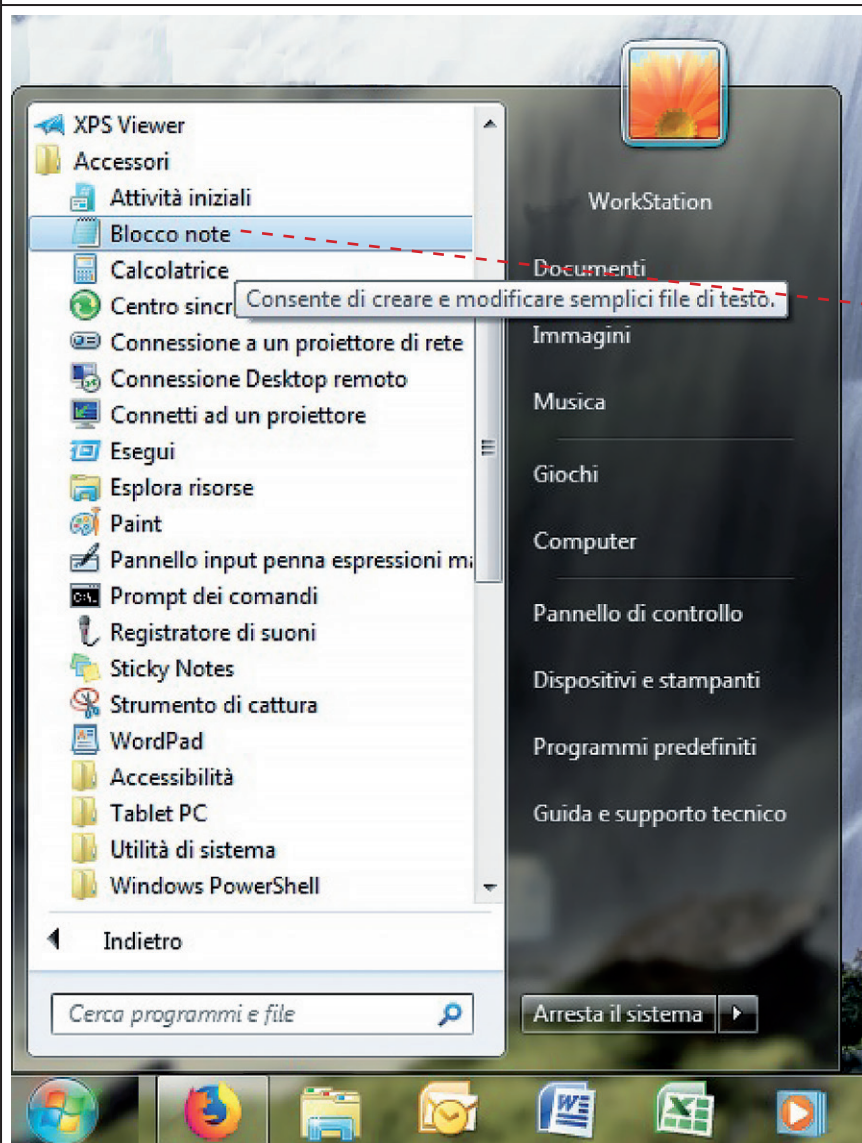 XPS Viewer
Accessori
Attività iniziali
Blocco note
Calcolatrice
Centro sincr
Consente di creare e modificare semplici file di testo.
Connessione a un proiettore di rete
Connessione Desktop remoto
Connetti ad un proiettore
Esegui
Esplora risorse
Paint
Pannello input penna espressioni ma
Prompt dei comandi
Registratore di suoni
Sticky Notes
Strumento di cattura
WordPad
Accessibilità
Tablet PC
Utilità di sistema
Windows PowerShell
Indietro
Cerca programmi e file
WorkStation
Documenti
Immagini
Musica
Giochi
Computer
Pannello di controllo
Dispositivi e stampanti
Programmi predefiniti
Guida e supporto tecnico
Arresta il sistema